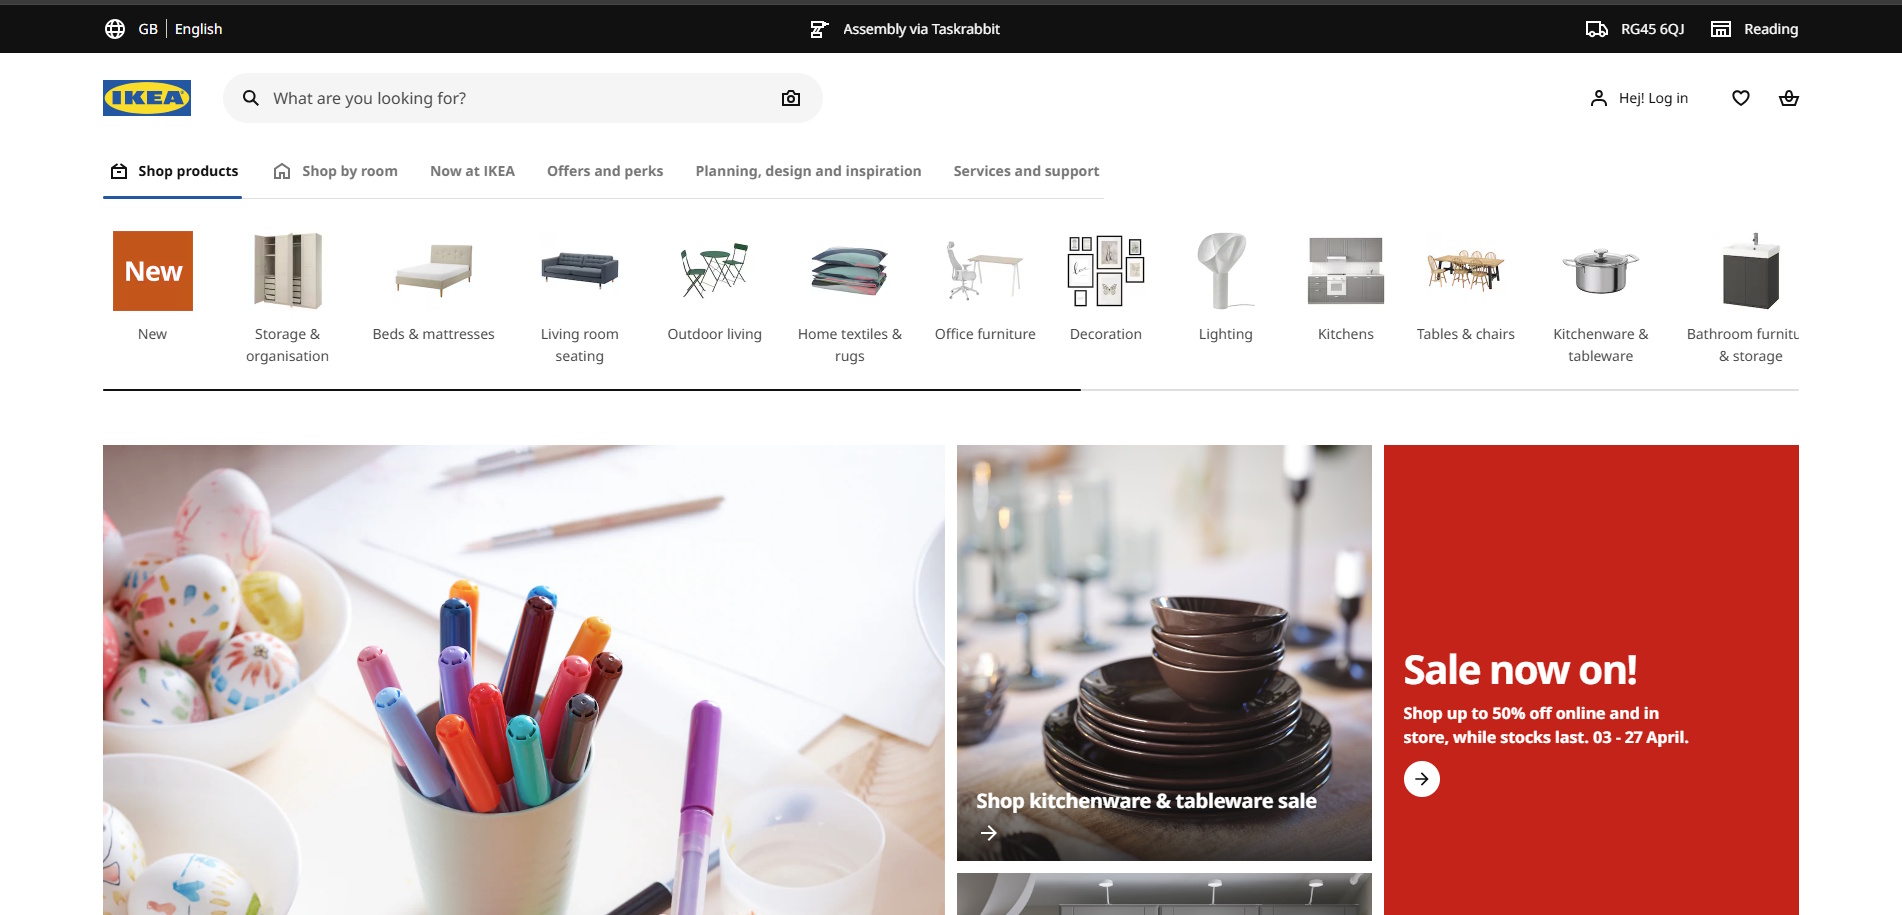 GB English
Assembly via Taskrabbit
RG45 6QJ
Reading
IKEA
What are you looking for?
Hej! Log in
Shop products
Shop by room
Now at IKEA
Offers and perks
Planning, design and inspiration
Services and support
New
New
Storage &
organisation
Beds & mattresses
Living room
seating
Outdoor living
Home textiles &
rugs
Office furniture
Decoration
Lighting
Kitchens
Tables & chairs
Kitchenware &
tableware
Bathroom furnitu
& storage
Shop kitchenware & tableware sale
Sale now on!
Shop up to 50% off online and in
store, while stocks last. 03 - 27 April.